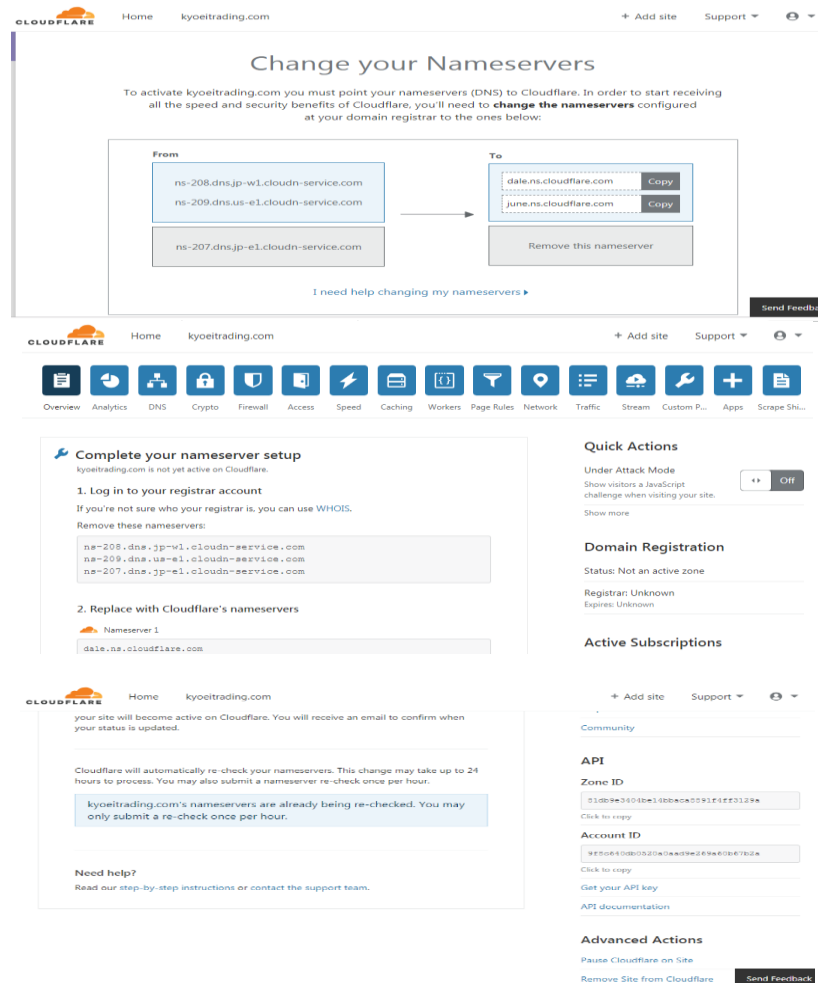 CLOUDFLARE Home kyoeitrading.com + Add site Support
Change your Nameservers
To activate kyoeitrading.com you must point your nameservers (DNS) to Cloudflare. In order to start receiving
all the speed and security benefits of Cloudflare, you'll need to change the nameservers configured
at your domain registrar to the ones below:
From
To
ns-208.dns.jp-w1.cloudn-service.com
ns-209.dns.us-e1.cloudn-service.com
dale.ns.cloudflare.com Copy
june.ns.cloudflare.com Copy
ns-207.dns.jp-e1.cloudn-service.com
Remove this nameserver
I need help changing my nameservers
Send Feedba
CLOUDFLARE Home kyoeitrading.com + Add site Support
Overview Analytics DNS Crypto Firewall Access Speed Caching Workers Page Rules Network Traffic Stream Custom P... Apps Scrape Shi...
Complete your nameserver setup
kyoeitrading.com is not yet active on Cloudflare.
1. Log in to your registrar account
If you're not sure who your registrar is, you can use WHOIS.
Remove these nameservers:
ns-208.dns.jp-w1.cloudn-service.com
ns-209.dns.us-e1.cloudn-service.com
ns-207.dns.jp-e1.cloudn-service.com
2. Replace with Cloudflare's nameservers
Nameserver 1
dale.ns.cloudflare.com
Quick Actions
Under Attack Mode
Show visitors a JavaScript
challenge when visiting your site.
Off
Show more
Domain Registration
Status: Not an active zone
Registrar: Unknown
Expires: Unknown
Active Subscriptions
CLOUDFLARE Home kyoeitrading.com + Add site Support
your site will become active on Cloudflare. You will receive an email to confirm when
your status is updated.
Cloudflare will automatically re-check your nameservers. This change may take up to 24
hours to process. You may also submit a nameserver re-check once per hour.
kyoeitrading.com's nameservers are already being re-checked. You may
only submit a re-check once per hour.
Need help?
Read our step-by-step instructions or contact the support team.
Community
API
Zone ID
Click to copy
Account ID
Click to copy
Get your API key
API documentation
Advanced Actions
Pause Cloudflare on Site
Remove Site from Cloudflare
Send Feedback